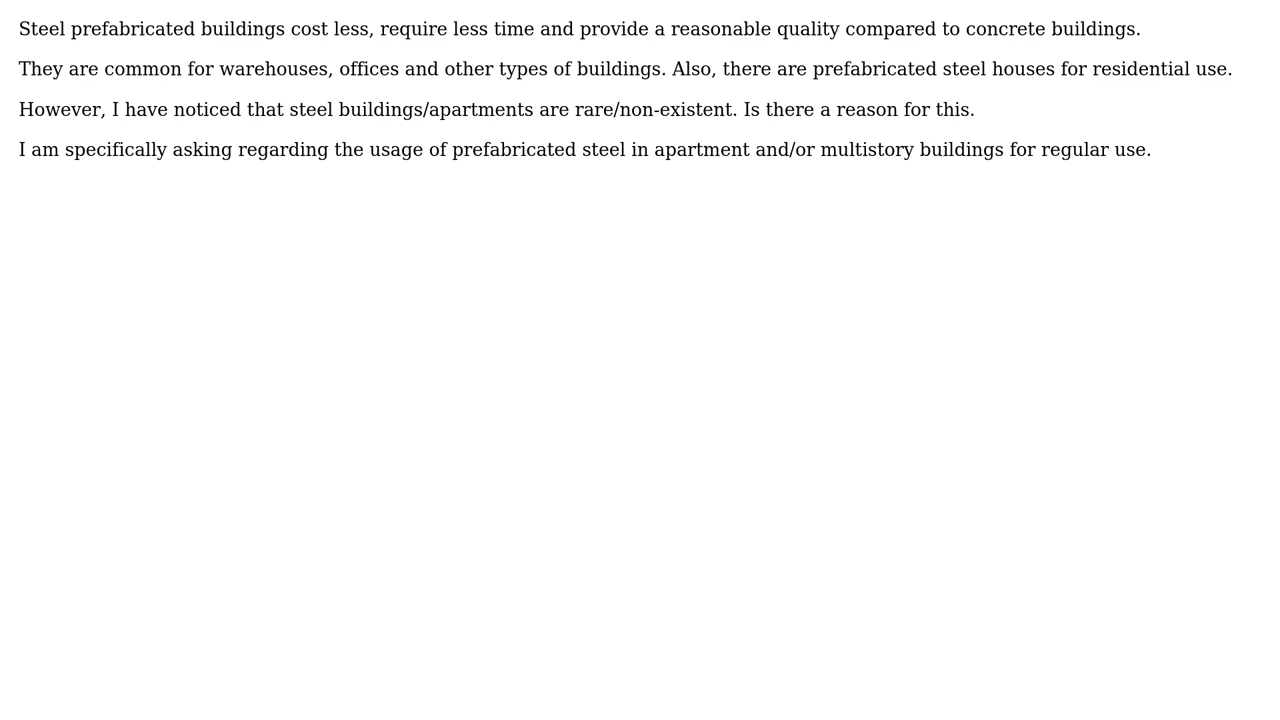 Steel prefabricated buildings cost less, require less time and provide a reasonable quality compared to concrete buildings.
They are common for warehouses, offices and other types of buildings. Also, there are prefabricated steel houses for residential use.
However, I have noticed that steel buildings/apartments are rare/non-existent. Is there a reason for this.
I am specifically asking regarding the usage of prefabricated steel in apartment and/or multistory buildings for regular use.